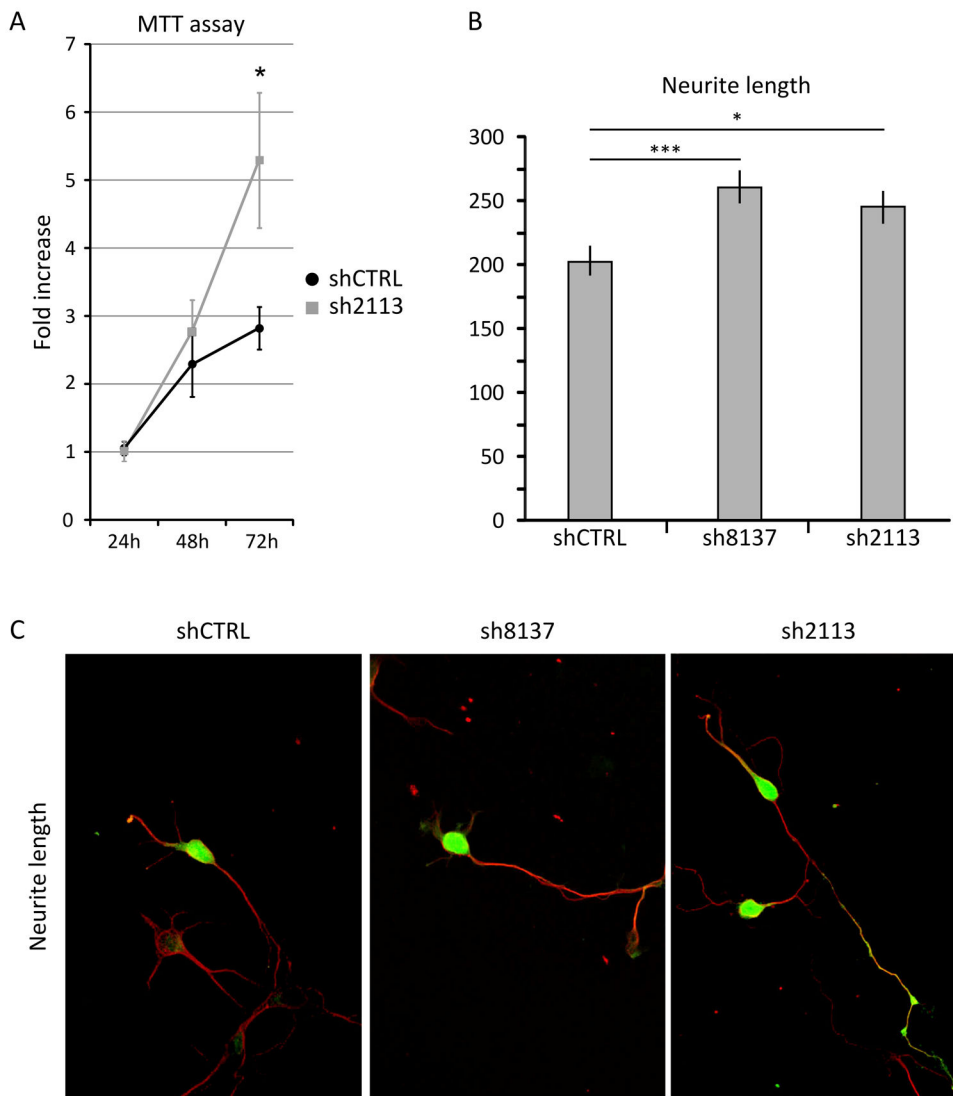 A
MTT assay
7
6
5
4
3
2
1
0
Fold increase
*
24h
48h
72h
shCTRL
sh2113
B
Neurite length
300
250
200
150
100
50
0
*
***
shCTRL
sh8137
sh2113
C
shCTRL
sh8137
sh2113
Neurite length